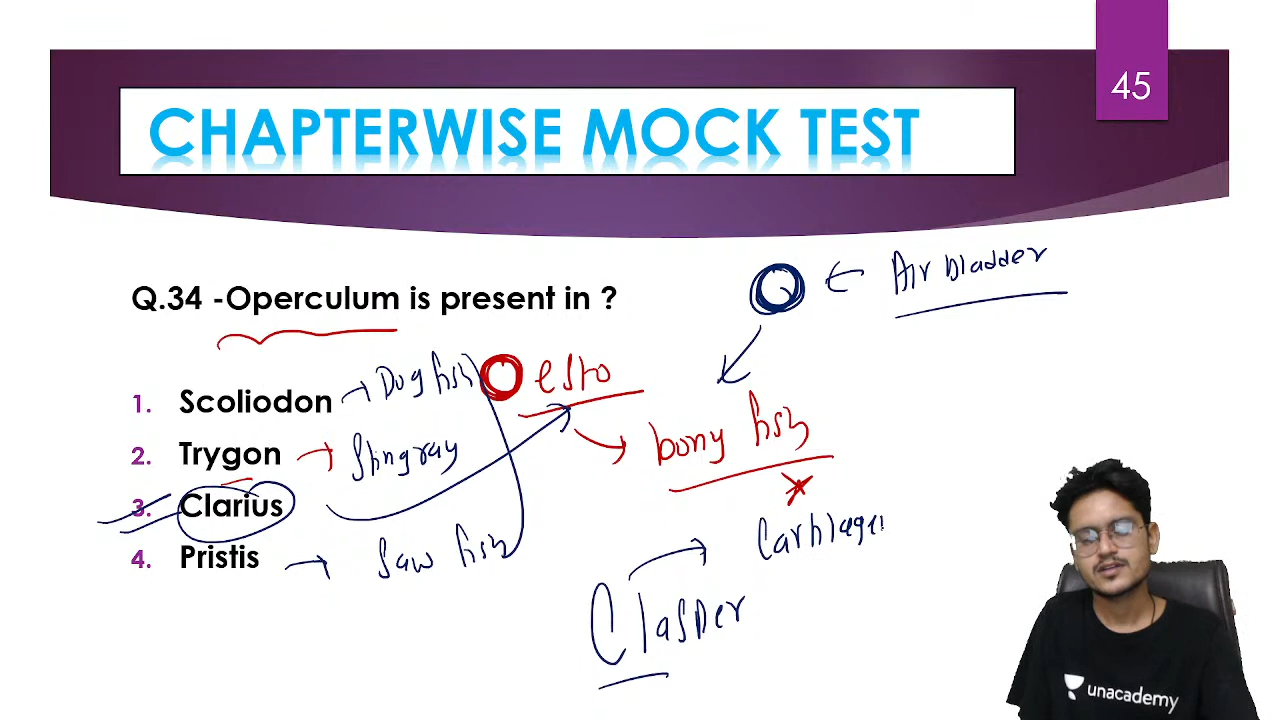 45
CHAPTERWISE MOCK TEST
Air bladder
Q.34 -Operculum is present in ?
1. Scoliodon → Dog fish
esto
2. Trygon → Stingray
bony fish
3. Clarius
4. Pristis → Saw fish
Clasper
unacademy